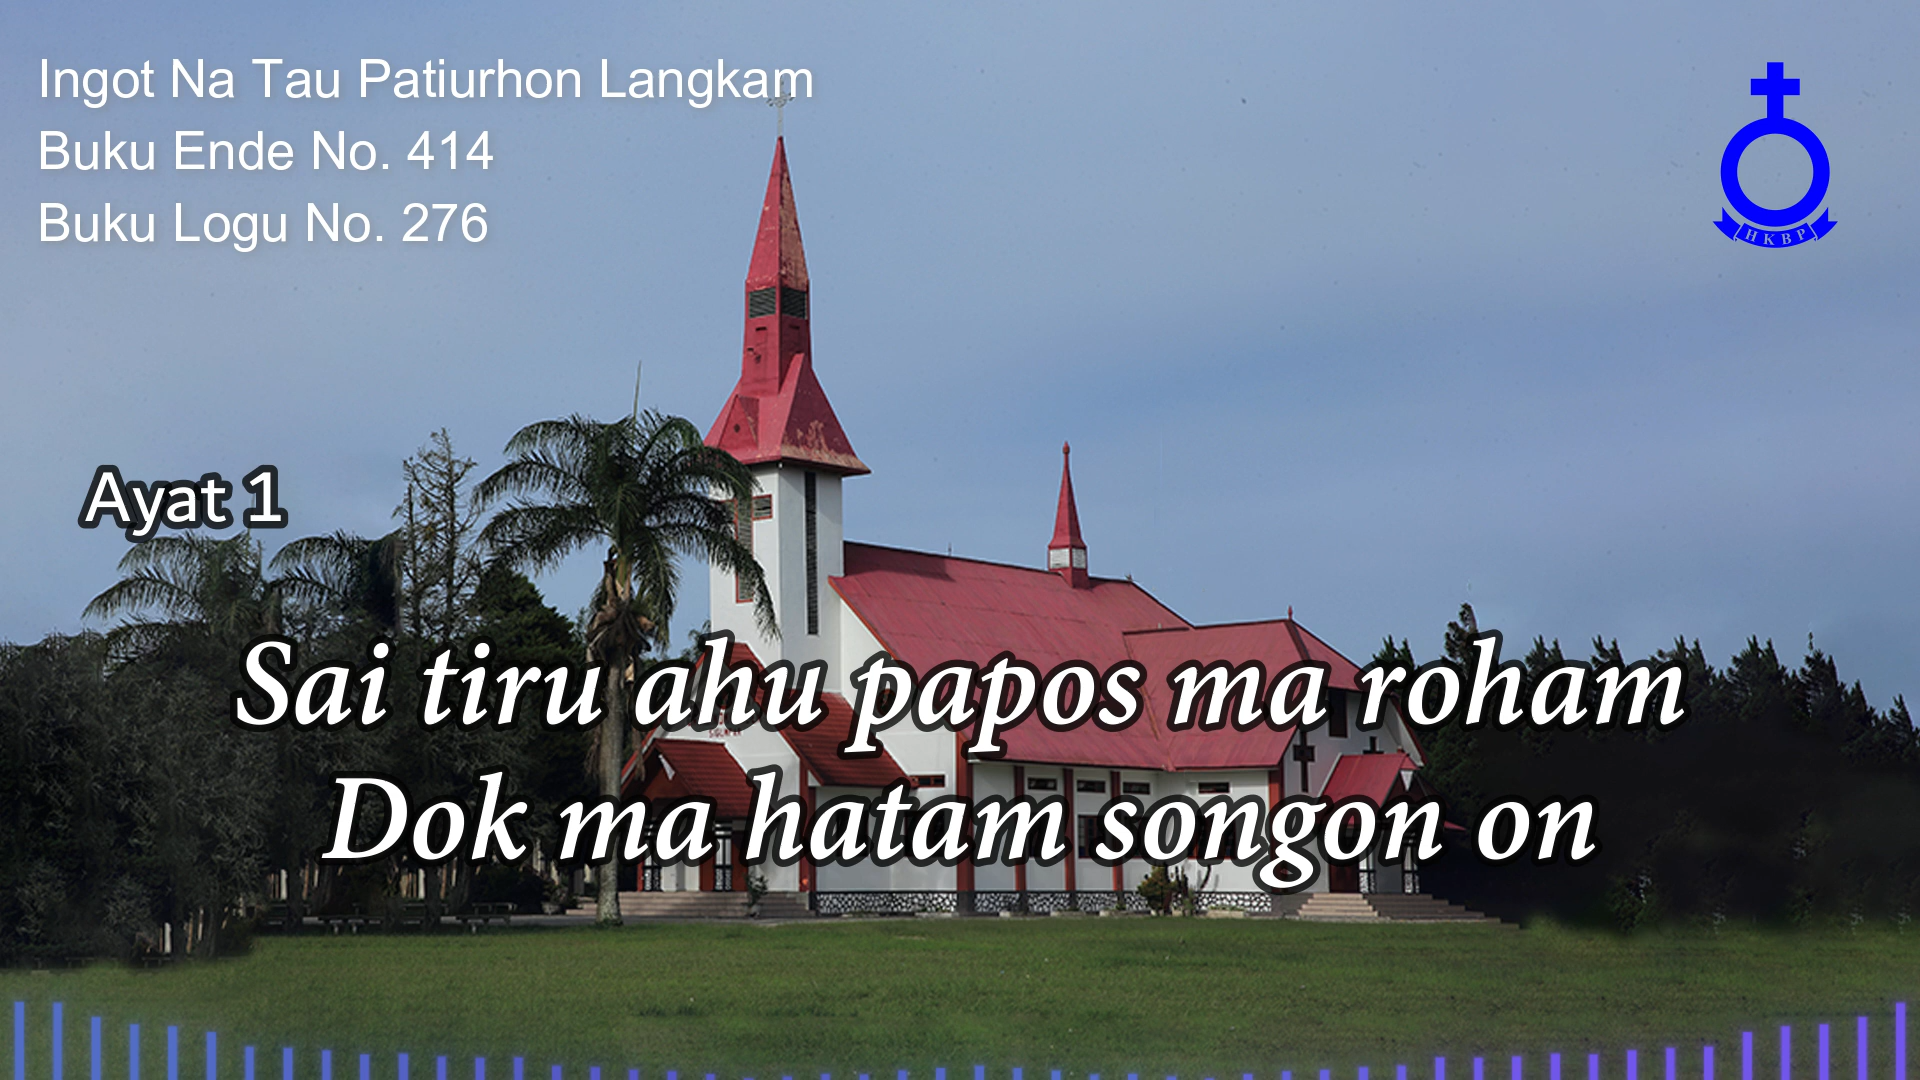 Ingot Na Tau Patiurhon Langkam
Buku Ende No. 414
Buku Logu No. 276
HKBP
Ayat 1
Sai tiru ahu papos ma roham
Dok ma hatam songon on